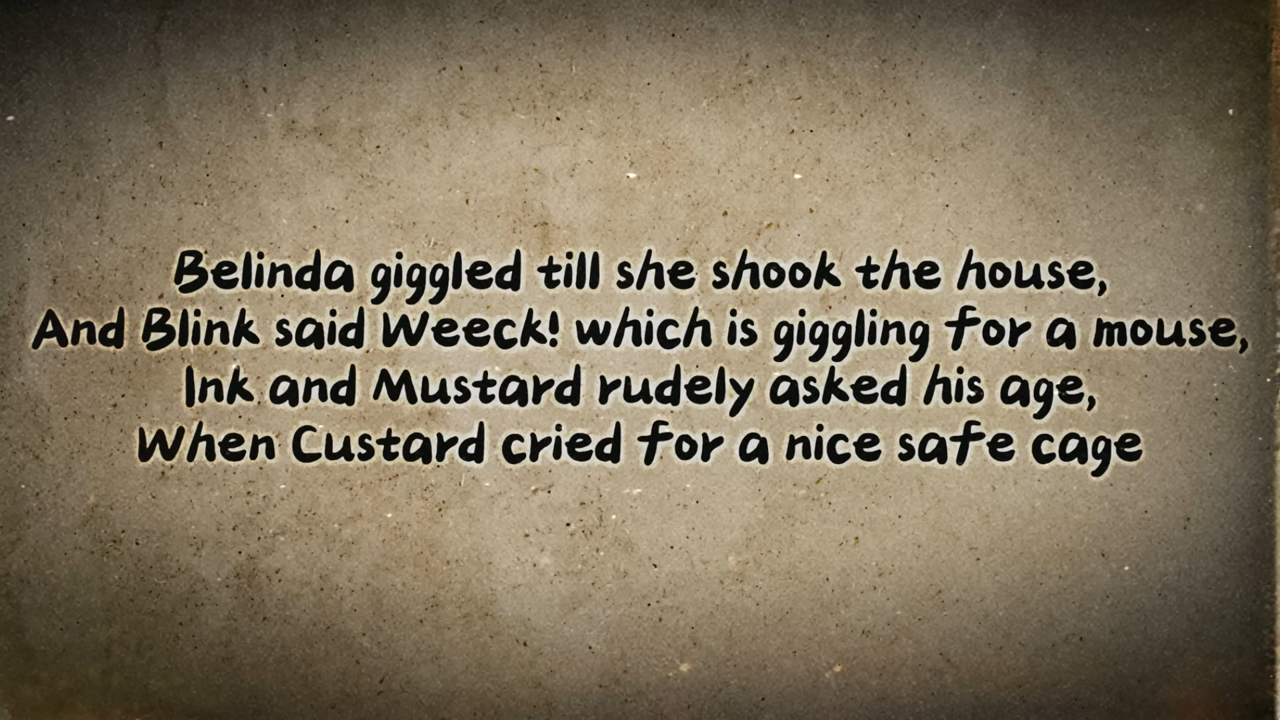 Belinda giggled till she shook the house,
And Blink said Weeck! which is giggling for a mouse,
Ink and Mustard rudely asked his age,
When Custard cried for a nice safe cage